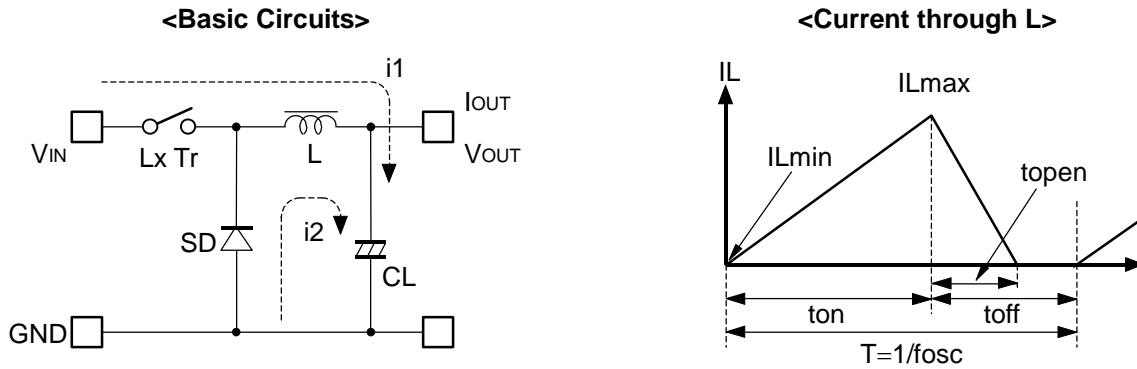 <Basic Circuits>
i1
IOUT
VIN
Lx Tr
L
VOUT
SD
i2
CL
GND
<Current through L>
IL
ILmax
ILmin
topen
ton
toff
T=1/fosc